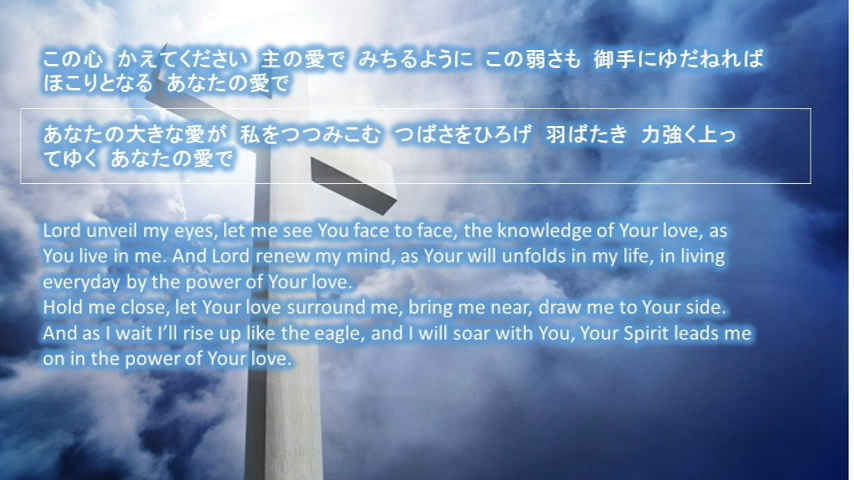 この心 かえてください 主の愛で みちるように この弱さも 御手にゆだねれば
ほこりとなる あなたの愛で
あなたの大きな愛が 私をつつみこむ つばさをひろげ 羽ばたき 力強く上っ
てゆく あなたの愛で
Lord unveil my eyes, let me see You face to face, the knowledge of Your love, as
You live in me. And Lord renew my mind, as Your will unfolds in my life, in living
everyday by the power of Your love.
Hold me close, let Your love surround me, bring me near, draw me to Your side.
And as I wait I’ll rise up like the eagle, and I will soar with You, Your Spirit leads me
on in the power of Your love.